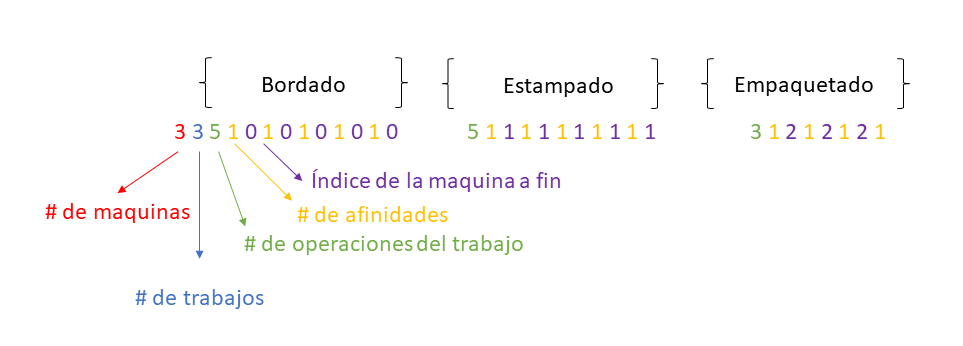 Bordado Estampado Empaquetado
3 3 5 1 0 1 0 1 0 1 0 1 0 5 1 1 1 1 1 1 1 1 1 1 3 1 2 1 2 1 2 1
Índice de la maquina a fin
# de maquinas # de afinidades
# de operaciones del trabajo
# de trabajos